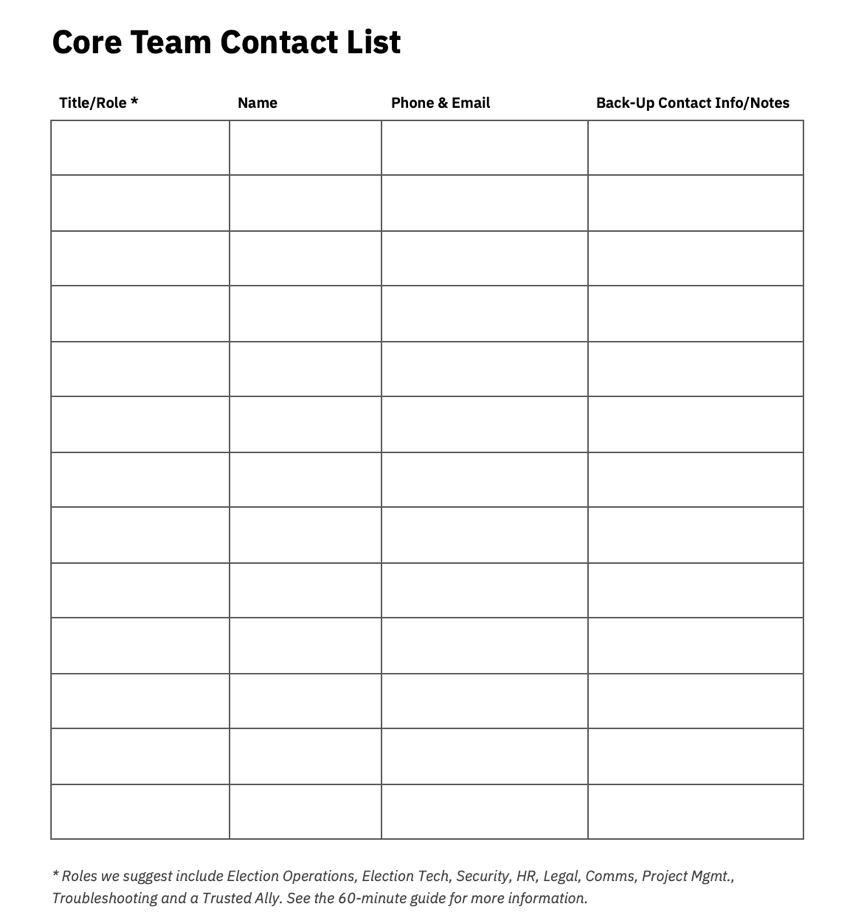 Core Team Contact List
Title/Role * Name Phone & Email Back-Up Contact Info/Notes
* Roles we suggest include Election Operations, Election Tech, Security, HR, Legal, Comms, Project Mgmt.,
Troubleshooting and a Trusted Ally. See the 60-minute guide for more information.